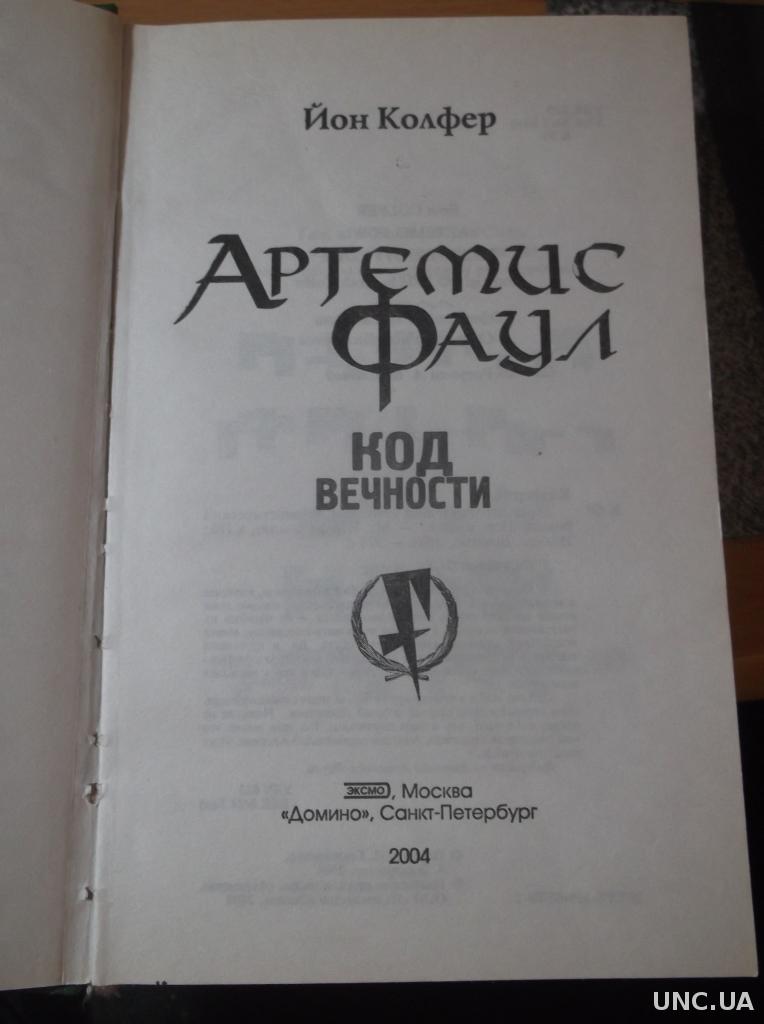 Йон Колфер
Артемис
Фаул
КОД
ВЕЧНОСТИ
ЭКСМО, Москва
«Домино», Санкт-Петербург
2004
UNC.UA